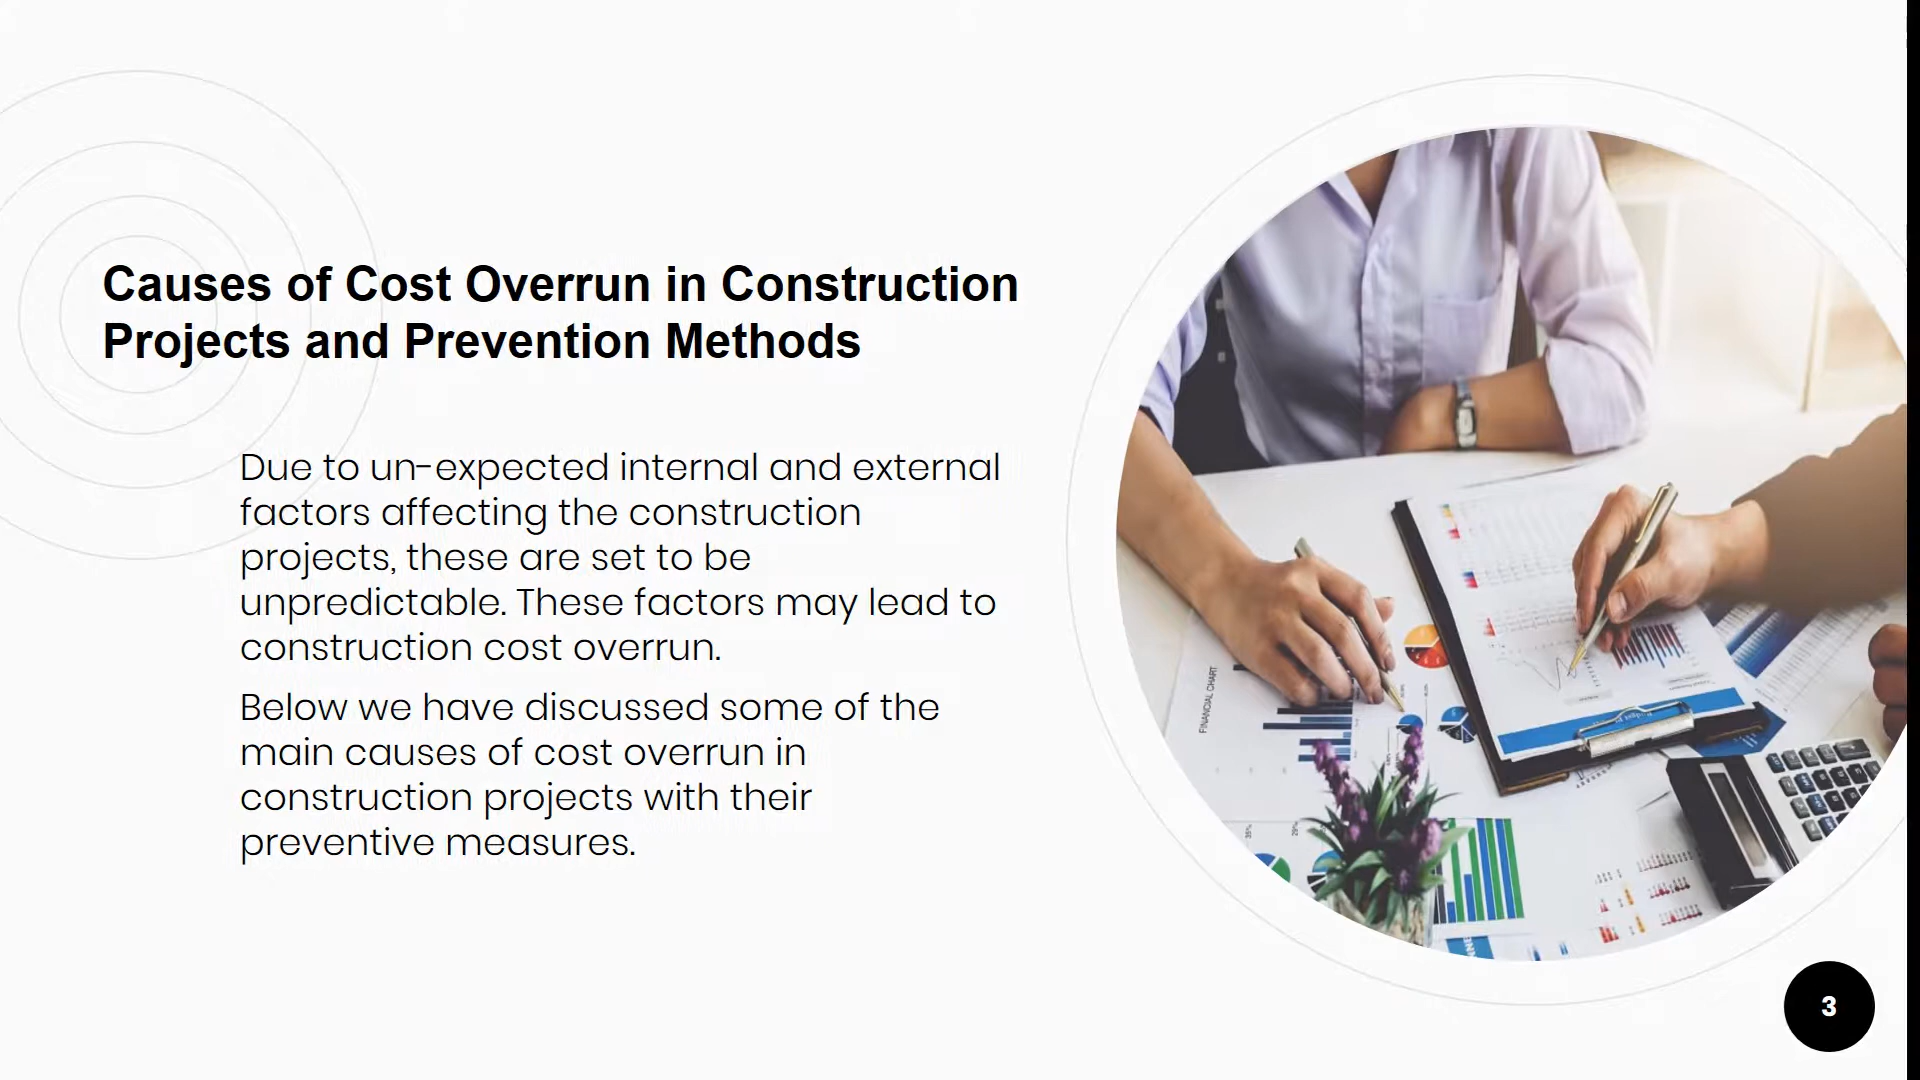 Causes of Cost Overrun in Construction
Projects and Prevention Methods
Due to un-expected internal and external
factors affecting the construction
projects, these are set to be
unpredictable. These factors may lead to
construction cost overrun.
Below we have discussed some of the
main causes of cost overrun in
construction projects with their
preventive measures.
FINANCIAL CHART
3